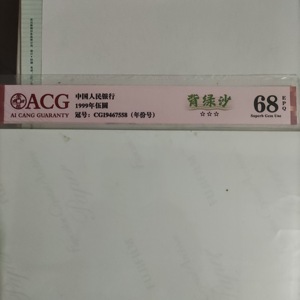 ACG
AI CANG GUARANTY
中国人民银行
1999年伍圆
冠号：CG19467558（年份号）
背绿沙
☆☆☆
68
EPQ
Superb Gem Unc